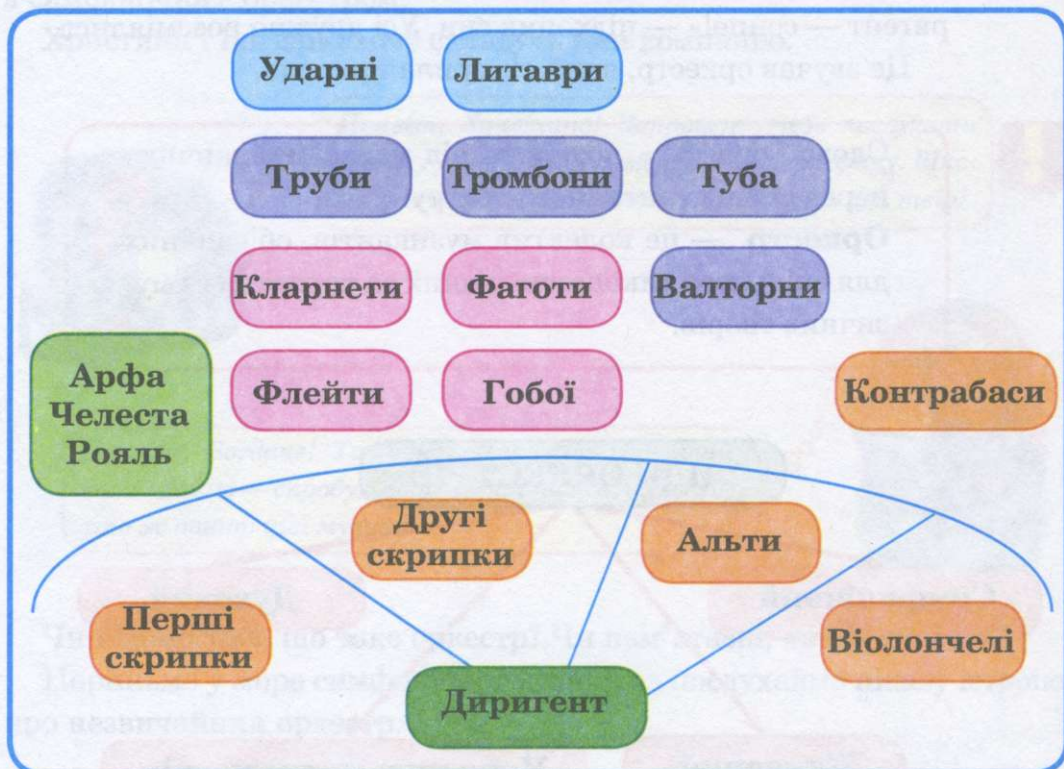 Ударні
Литаври
Труби
Тромбони
Туба
Кларнети
Фаготи
Валторни
Арфа
Челеста
Рояль
Флейти
Гобої
Контрабаси
Другі
скрипки
Альти
Перші
скрипки
Віолончелі
Диригент